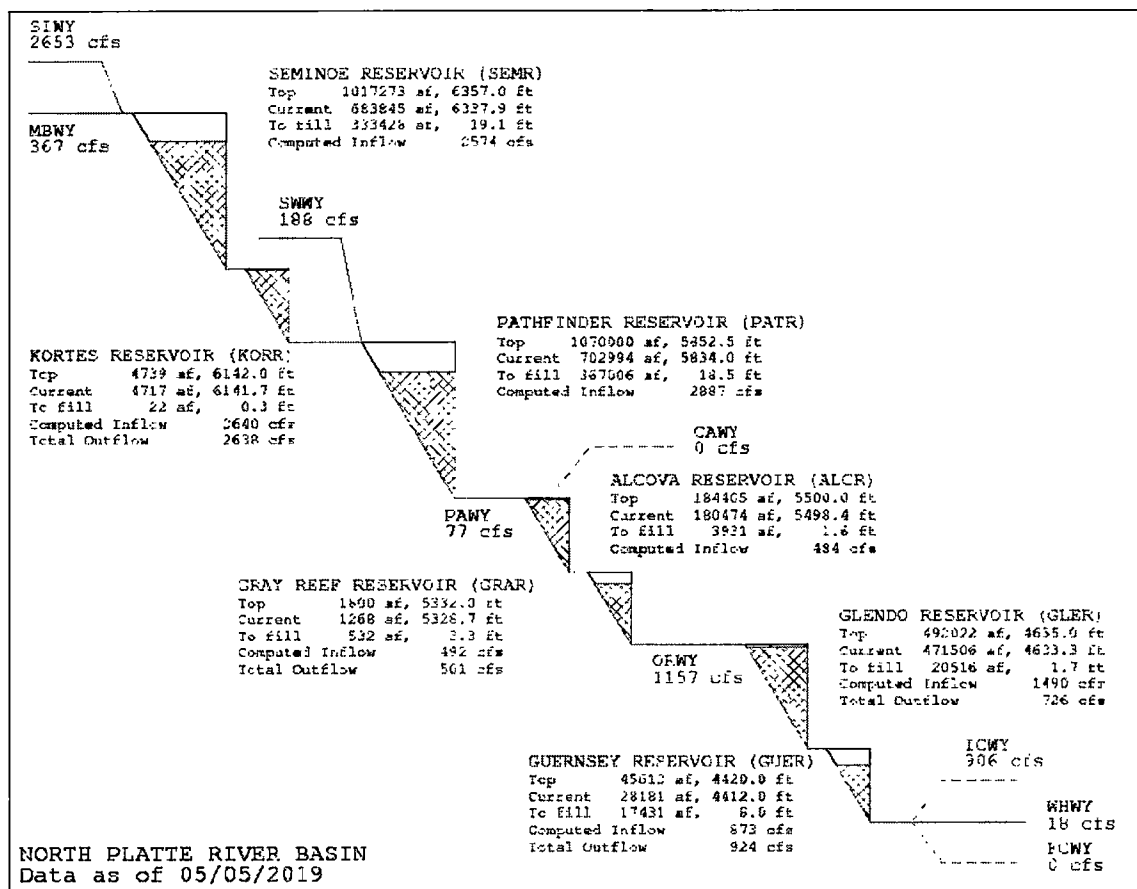 SIWY
2653 cfs
SEMINOE RESERVOIR (SEMR)
Top 1017273 af, 6357.0 ft
Current 683845 af, 6337.9 ft
To fill 333428 af, 19.1 ft
Computed Inflow 2574 cfs
MBWY
367 cfs
SWWY
188 cfs
PATHFINDER RESERVOIR (PATR)
Top 1070000 af, 5852.5 ft
Current 702994 af, 5834.0 ft
To fill 367006 af, 18.5 ft
Computed Inflow 2887 cfs
KORTES RESERVOIR (KORR)
Top 4739 af, 6142.0 ft
Current 4717 af, 6141.7 ft
To fill 22 af, 0.3 ft
Computed Inflow 2640 cfs
Total Outflow 2638 cfs
CAWY
0 cfs
ALCOVA RESERVOIR (ALCR)
Top 184405 af, 5500.0 ft
Current 180474 af, 5498.4 ft
To fill 3931 af, 1.6 ft
Computed Inflow 484 cfs
PAWY
77 cfs
GRAY REEF RESERVOIR (GRAR)
Top 1800 af, 5332.0 ft
Current 1268 af, 5328.7 ft
To fill 532 af, 3.3 ft
Computed Inflow 492 cfs
Total Outflow 501 cfs
GLENDO RESERVOIR (GLER)
Top 492022 af, 4635.0 ft
Current 471506 af, 4633.3 ft
To fill 20516 af, 1.7 ft
Computed Inflow 1490 cfs
Total Outflow 726 cfs
ORWY
1157 cfs
GUERNSEY RESERVOIR (GUER)
Top 45612 af, 4420.0 ft
Current 28181 af, 4412.0 ft
To fill 17431 af, 8.0 ft
Computed Inflow 873 cfs
Total Outflow 924 cfs
ICWY
906 cfs
WHWY
18 cfs
0 cfs
NORTH PLATTE RIVER BASIN
Data as of 05/05/2019